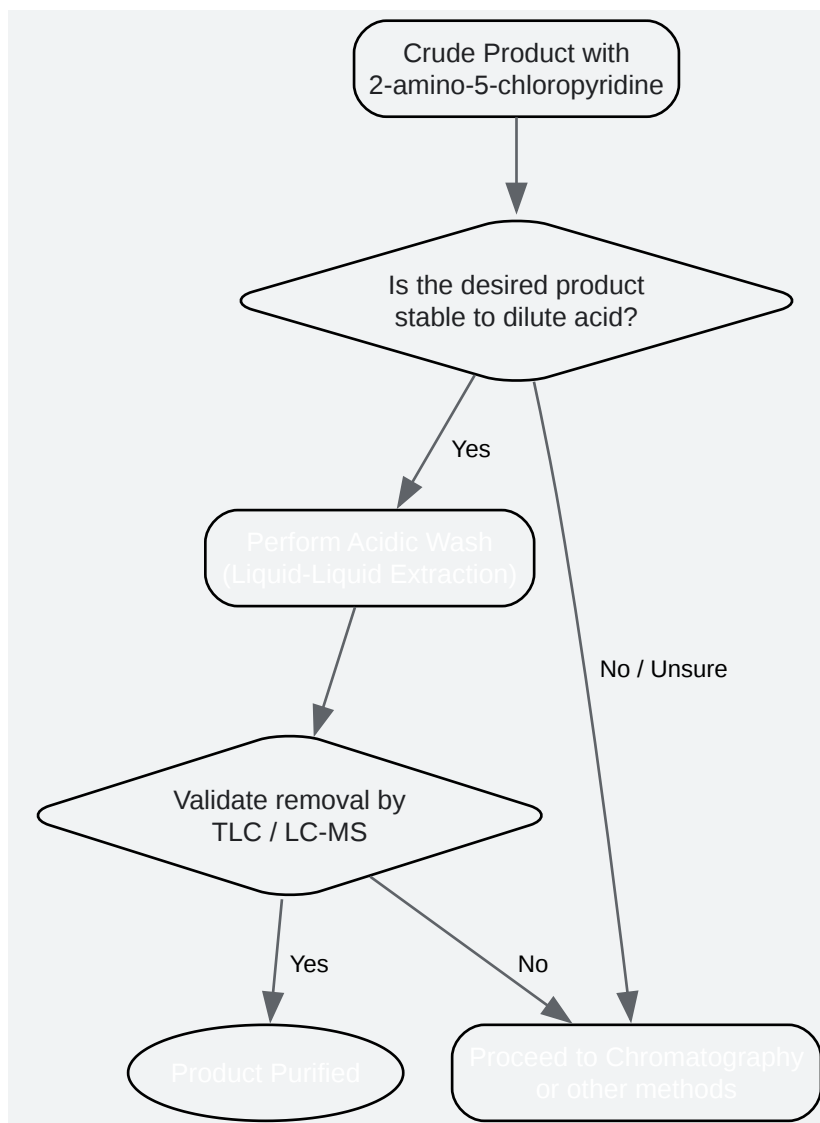 Crude Product with
2-amino-5-chloropyridine
Is the desired product
stable to dilute acid?
Yes
Perform Acidic Wash
(Liquid-Liquid Extraction)
No / Unsure
Validate removal by
TLC / LC-MS
Yes
No
Product Purified
Proceed to Chromatography
or other methods